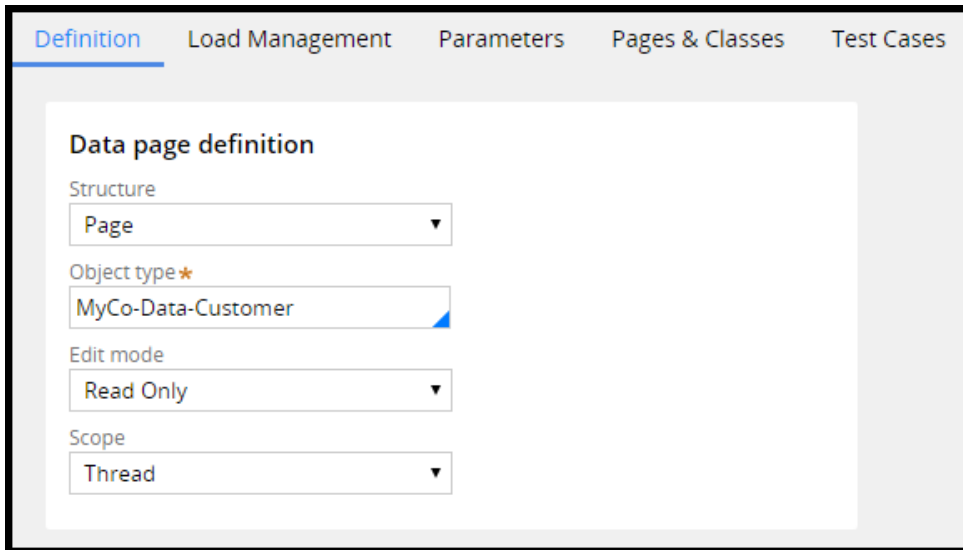 Definition Load Management Parameters Pages & Classes Test Cases
Data page definition
Structure
Page
Object type★
MyCo-Data-Customer
Edit mode
Read Only
Scope
Thread